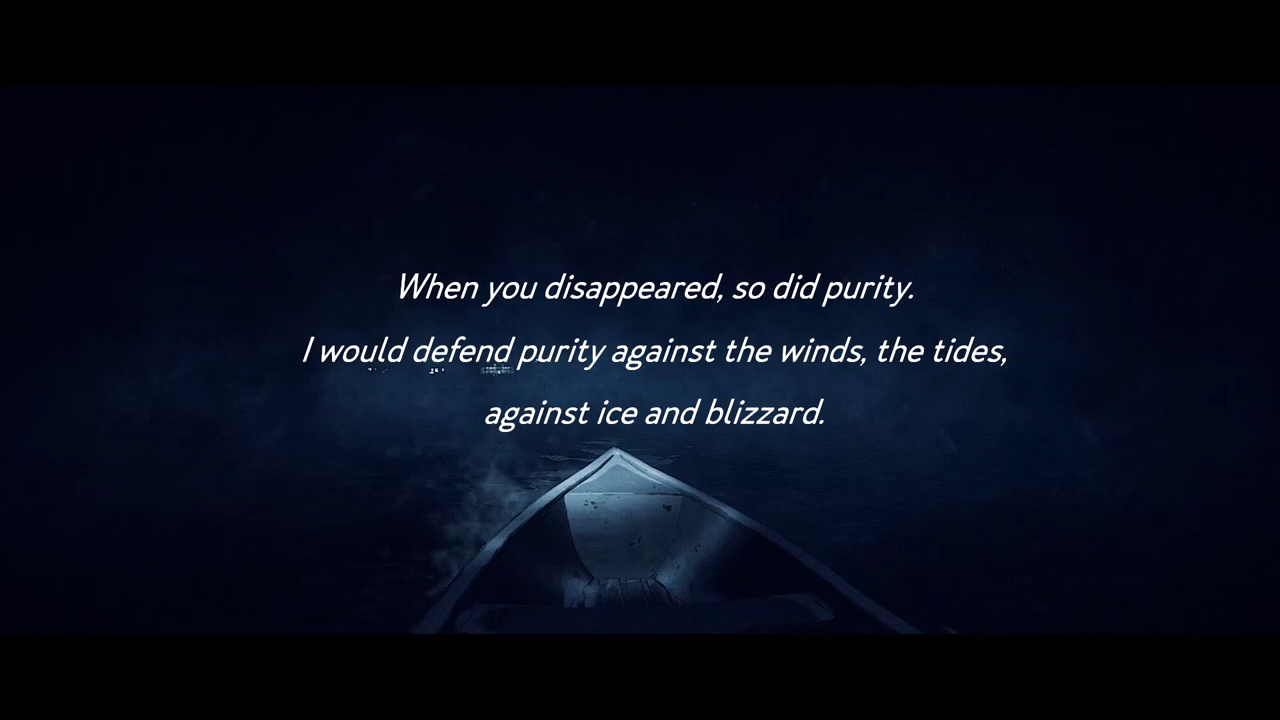 When you disappeared, so did purity.
I would defend purity against the winds, the tides,
against ice and blizzard.